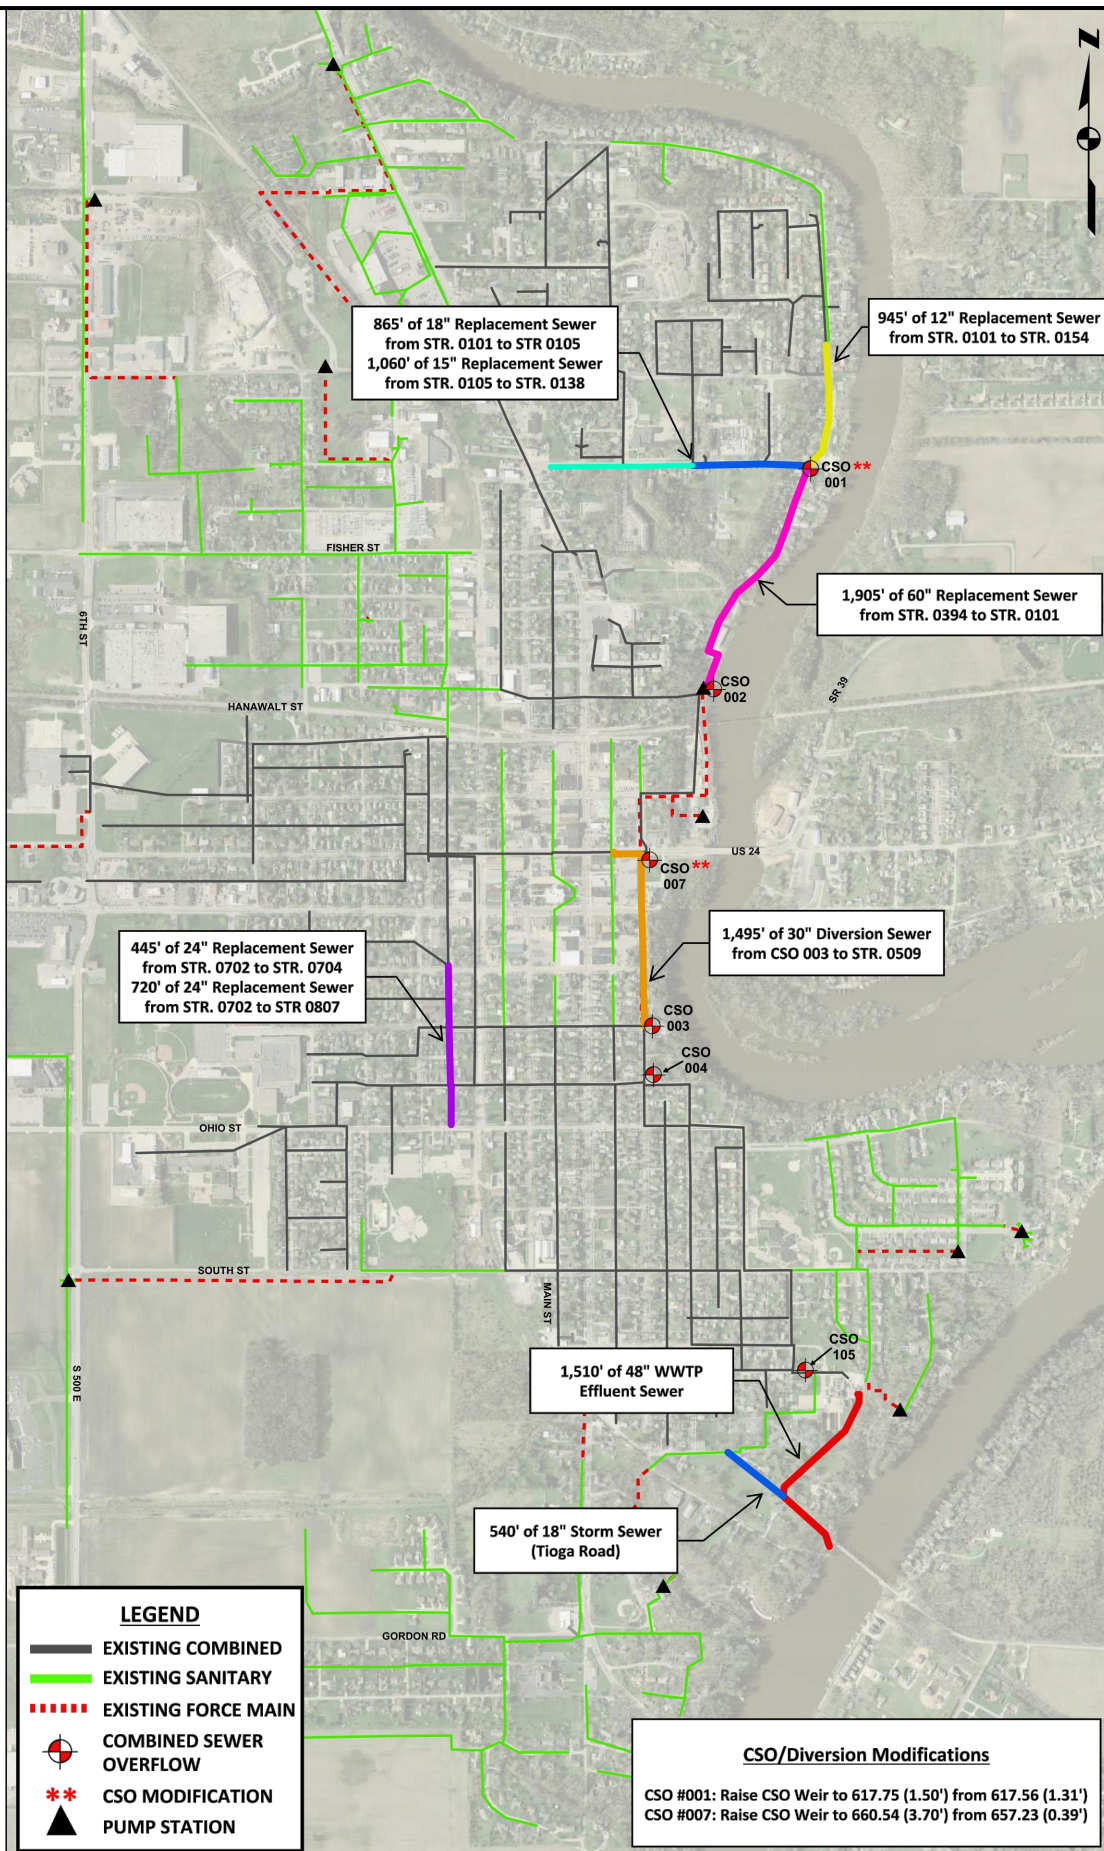 Z
865' of 18" Replacement Sewer
from STR. 0101 to STR 0105
1,060' of 15" Replacement Sewer
from STR. 0105 to STR. 0138
945' of 12" Replacement Sewer
from STR. 0101 to STR. 0154
CSO **
001
FISHER ST
1,905' of 60" Replacement Sewer
from STR. 0394 to STR. 0101
6TH ST
CSO
002
SR 39
HANAWALT ST
US 24
CSO **
007
445' of 24" Replacement Sewer
from STR. 0702 to STR. 0704
720' of 24" Replacement Sewer
from STR. 0702 to STR 0807
1,495' of 30" Diversion Sewer
from CSO 003 to STR. 0509
CSO
003
CSO
004
OHIO ST
SOUTH ST
MAIN ST
S 500 E
CSO
105
1,510' of 48" WWTP
Effluent Sewer
540' of 18" Storm Sewer
(Tioga Road)
GORDON RD
LEGEND
EXISTING COMBINED
EXISTING SANITARY
EXISTING FORCE MAIN
COMBINED SEWER
OVERFLOW
** CSO MODIFICATION
PUMP STATION
CSO/Diversion Modifications
CSO #001: Raise CSO Weir to 617.75 (1.50') from 617.56 (1.31')
CSO #007: Raise CSO Weir to 660.54 (3.70') from 657.23 (0.39')